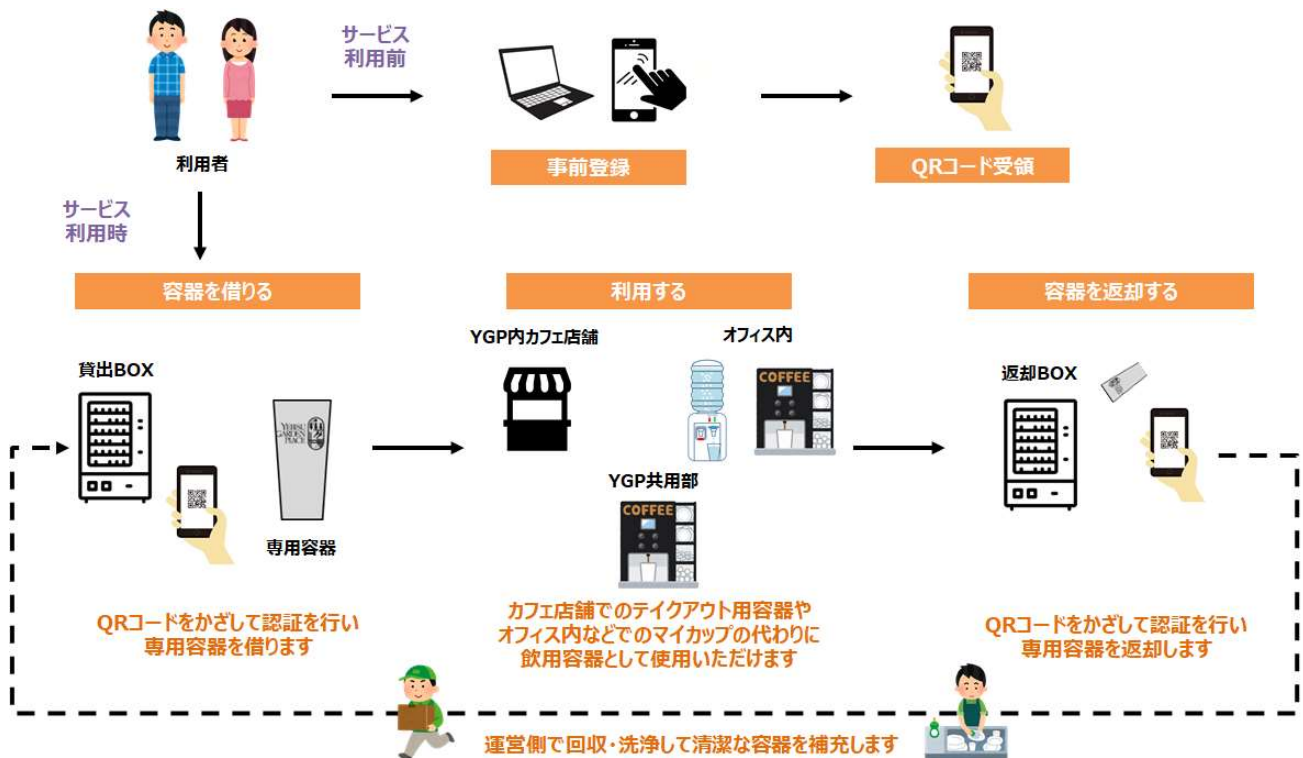 サービス
利用前
利用者
事前登録
QRコード受領
サービス
利用時
容器を借りる
利用する
容器を返却する
貸出BOX
YEBISU
GARDEN
PLACE
専用容器
YGP内カフェ店舗
オフィス内
COFFEE
YGP共用部
COFFEE
返却BOX
QRコードをかざして認証を行い
専用容器を借ります
カフェ店舗でのテイクアウト用容器や
オフィス内などでのマイカップの代わりに
飲用容器として使用いただけます
QRコードをかざして認証を行い
専用容器を返却します
運営側で回収・洗浄して清潔な容器を補充します